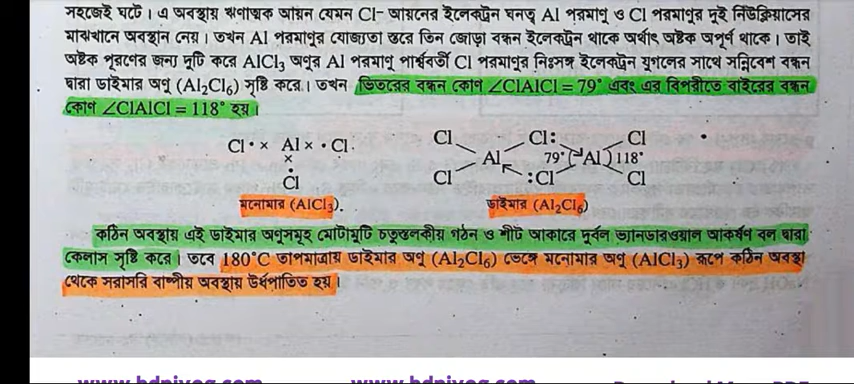 সহজেই ঘটে। এ অবস্থায় ঋণাত্মক আয়ন যেমন Cl– আয়নের ইলেকট্রন ঘনত্ব Al পরমাণু ও Cl পরমাণুর দুই নিউক্লিয়াসের
মাঝখানে অবস্থান নেয়। তখন Al পরমাণুর যোজ্যতা স্তরে তিন জোড়া বন্ধন ইলেকট্রন থাকে অর্থাৎ অষ্টক অপূর্ণ থাকে। তাই
অষ্টক পূরণের জন্য দুটি করে AlCl₃ অণুর Al পরমাণু পার্শ্ববর্তী Cl পরমাণুর নিঃসঙ্গ ইলেকট্রন যুগলের সাথে সন্নিবেশ বন্ধন
দ্বারা ডাইমার অণু (Al₂Cl₆) সৃষ্টি করে। তখন ভিতরের বন্ধন কোণ ∠ClAlCl = 79° এবং এর বিপরীতে বাইরের বন্ধন
কোণ ∠ClAlCl = 118° হয়।
Cl • × Al × • Cl
×
•
Cl
Cl Cl: Cl
Al 79° Al 118°
Cl :Cl Cl
মনোমার (AlCl₃). ডাইমার (Al₂Cl₆)
কঠিন অবস্থায় এই ডাইমার অণুসমূহ মোটামুটি চতুস্তলকীয় গঠন ও শীট আকারে দুর্বল ভ্যানডারওয়াল আকর্ষণ বল দ্বারা
কেলাস সৃষ্টি করে। তবে 180°C তাপমাত্রায় ডাইমার অণু (Al₂Cl₆) ভেঙ্গে মনোমার অণু (AlCl₃) রূপে কঠিন অবস্থা
থেকে সরাসরি বাষ্পীয় অবস্থায় উর্ধ্বপাতিত হয়।